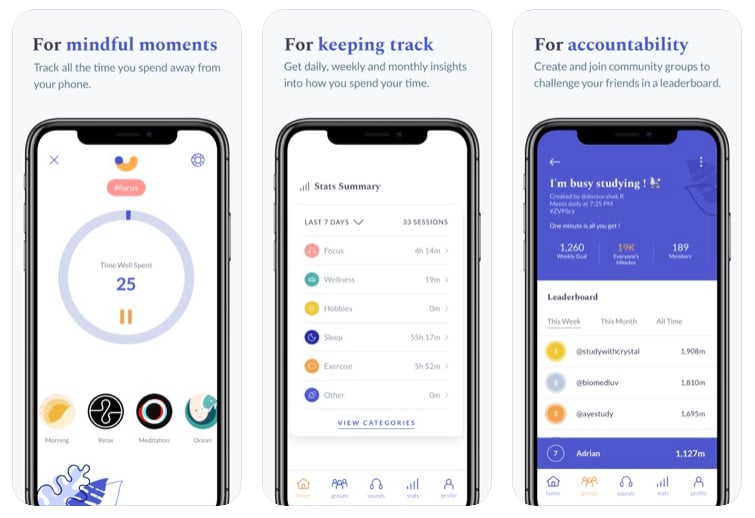 For mindful moments
Track all the time you spend away from
your phone.
#focus
Time Well Spent
25
Morning
Relax
Meditation
Ocean
For keeping track
Get daily, weekly and monthly insights
into how you spend your time.
Stats Summary
LAST 7 DAYS
33 SESSIONS
Focus 4h 14m
Wellness 19m
Hobbies 0m
Sleep 55h 17m
Exercise 5h 52m
Other 0m
VIEW CATEGORIES
home groups sounds stats profile
For accountability
Create and join community groups to
challenge your friends in a leaderboard.
I'm busy studying !
Created by @doctor.shak R
Meets daily at 7:25 PM
#ZVPScy
One minute is all you get !
1,260 19K 189
Weekly Goal Everyone's Members
Minutes
Leaderboard
This Week This Month All Time
1 @studywithcrystal 1,908m
2 @biomedluv 1,810m
3 @ayestudy 1,695m
7 Adrian 1,127m
home groups sounds stats profile